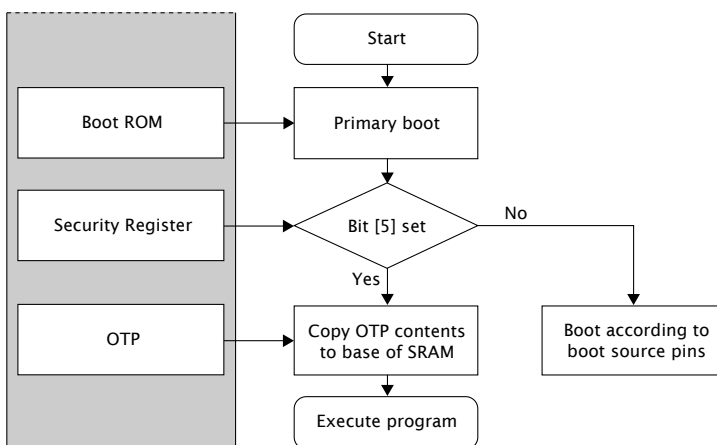 Start
Boot ROM
Primary boot
Security Register
Bit [5] set
No
Yes
OTP
Copy OTP contents
to base of SRAM
Boot according to
boot source pins
Execute program